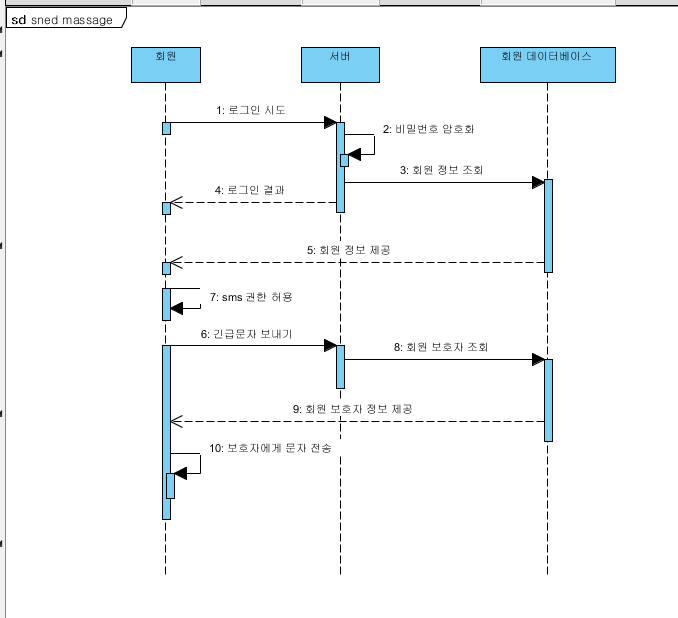 sd sned massage
회원
서버
회원 데이터베이스
1: 로그인 시도
2: 비밀번호 암호화
3: 회원 정보 조회
4: 로그인 결과
5: 회원 정보 제공
7: sms 권한 허용
6: 긴급문자 보내기
8: 회원 보호자 조회
9: 회원 보호자 정보 제공
10: 보호자에게 문자 전송